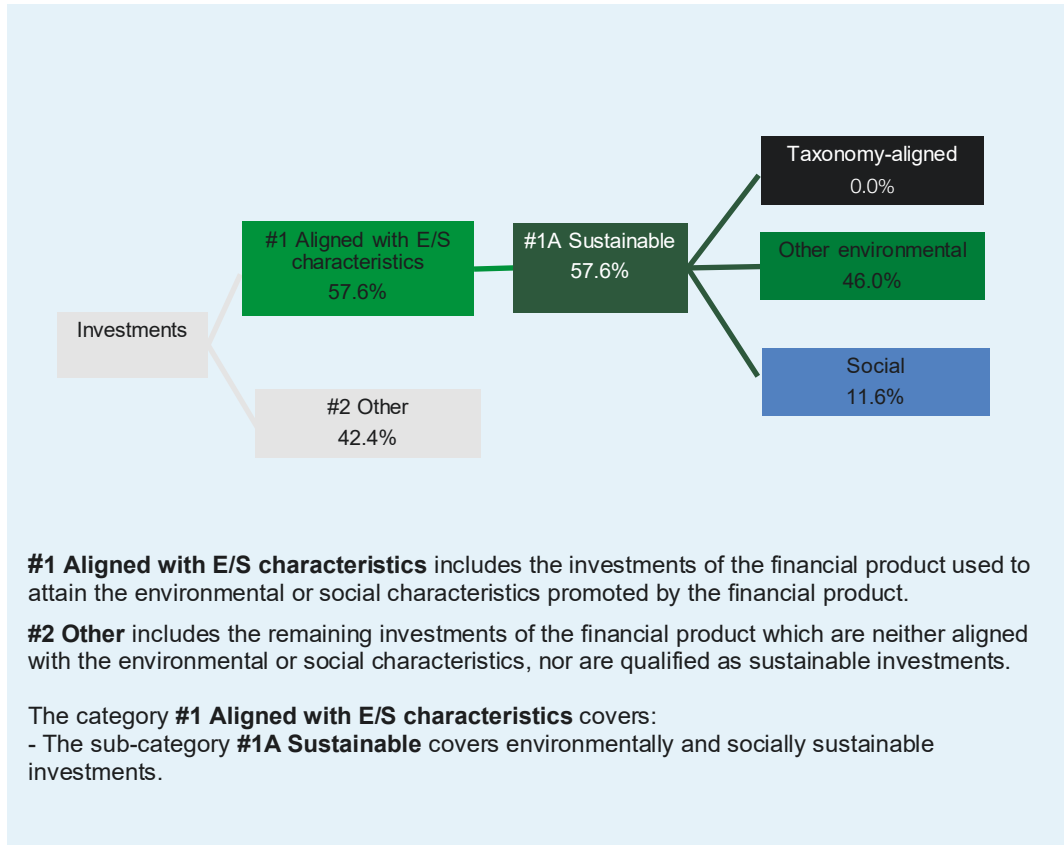 Taxonomy-aligned
0.0%
#1 Aligned with E/S
characteristics
57.6%
#1A Sustainable
57.6%
Other environmental
46.0%
Investments
Social
11.6%
#2 Other
42.4%
#1 Aligned with E/S characteristics includes the investments of the financial product used to
attain the environmental or social characteristics promoted by the financial product.
#2 Other includes the remaining investments of the financial product which are neither aligned
with the environmental or social characteristics, nor are qualified as sustainable investments.
The category #1 Aligned with E/S characteristics covers:
- The sub-category #1A Sustainable covers environmentally and socially sustainable
investments.